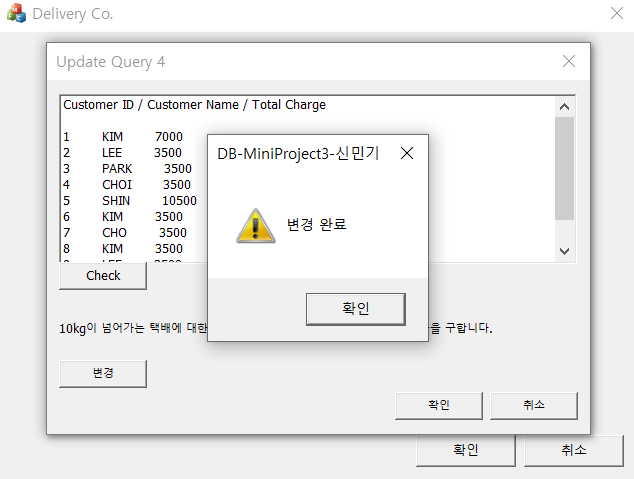 Delivery Co.
Update Query 4
Customer ID / Customer Name / Total Charge
1 KIM 7000
2 LEE 3500
3 PARK 3500
4 CHOI 3500
5 SHIN 10500
6 KIM 3500
7 CHO 3500
8 KIM 3500
DB-MiniProject3-신민기
변경 완료
확인
Check
10kg이 넘어가는 택배에 대한
구합니다.
변경
확인 취소
확인 취소